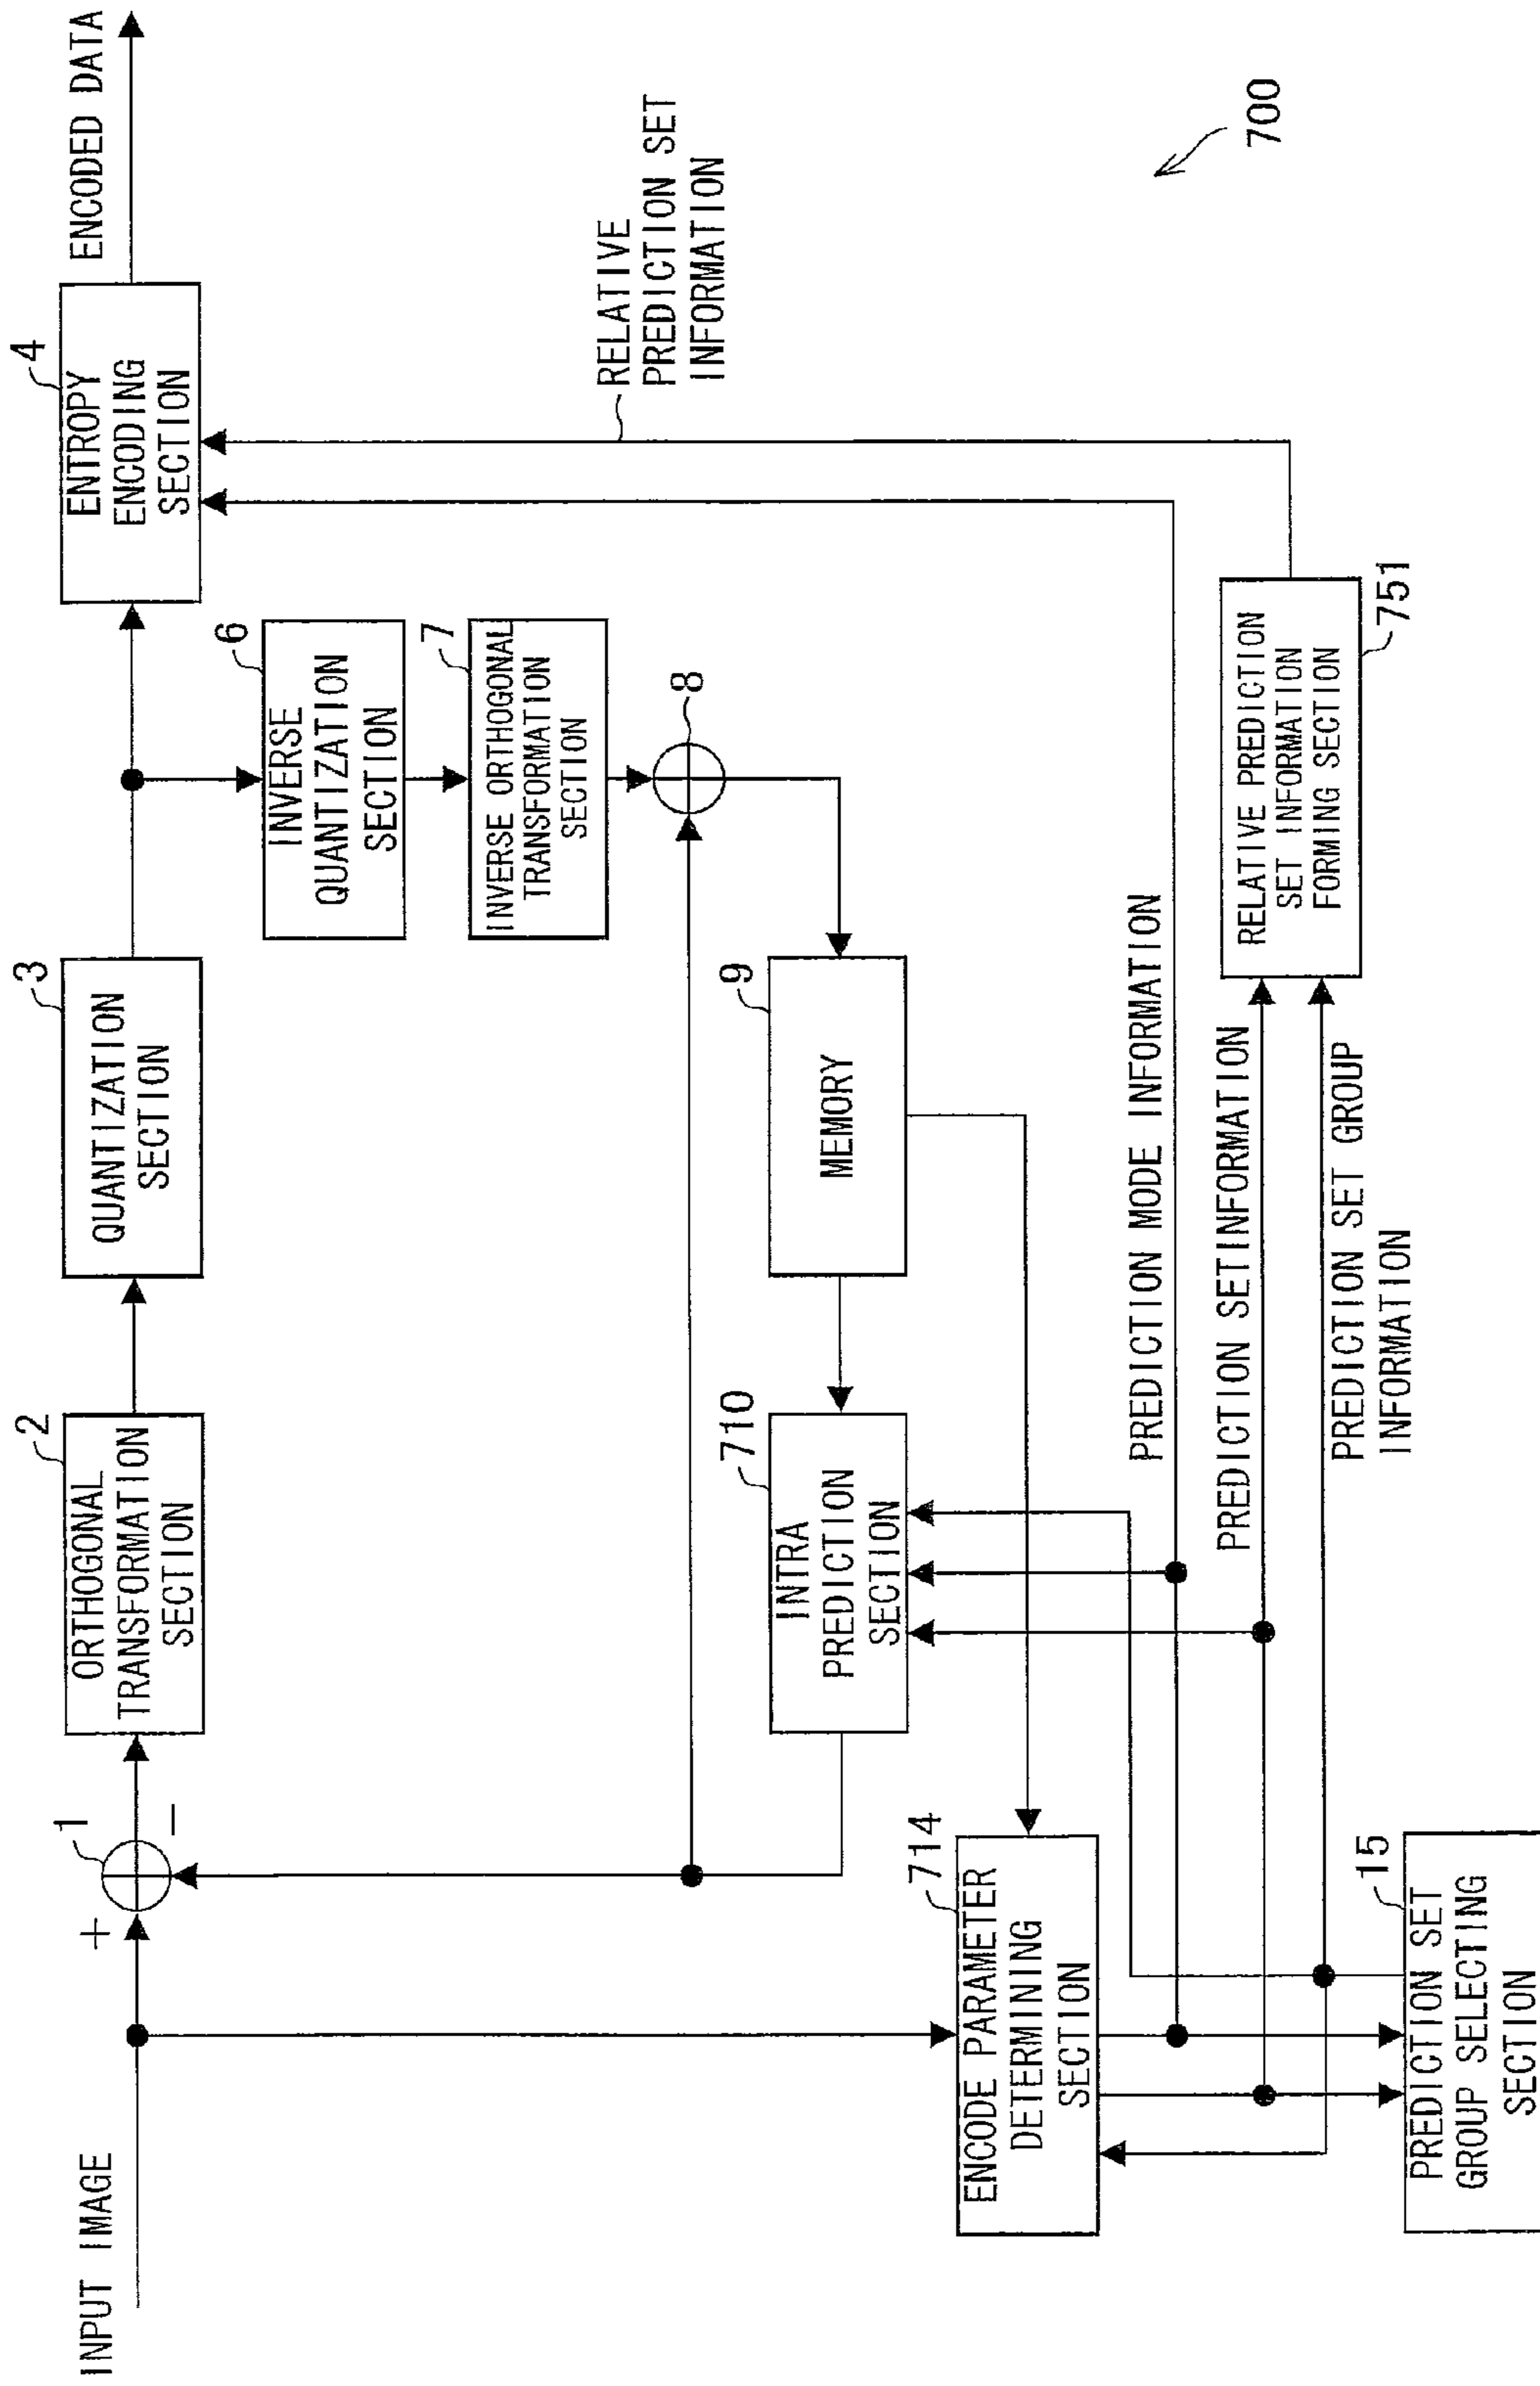 INPUT IMAGE
+
1
−
2
ORTHOGONAL
TRANSFORMATION
SECTION
3
QUANTIZATION
SECTION
4
ENTROPY
ENCODING
SECTION
ENCODED DATA
6
INVERSE
QUANTIZATION
SECTION
7
INVERSE ORTHOGONAL
TRANSFORMATION
SECTION
8
RELATIVE
PREDICTION SET
INFORMATION
9
MEMORY
710
INTRA
PREDICTION
SECTION
714
ENCODE PARAMETER
DETERMINING
SECTION
PREDICTION MODE INFORMATION
PREDICTION SETINFORMATION
PREDICTION SET GROUP
INFORMATION
RELATIVE PREDICTION
SET INFORMATION
FORMING SECTION
751
15
PREDICTION SET
GROUP SELECTING
SECTION
700